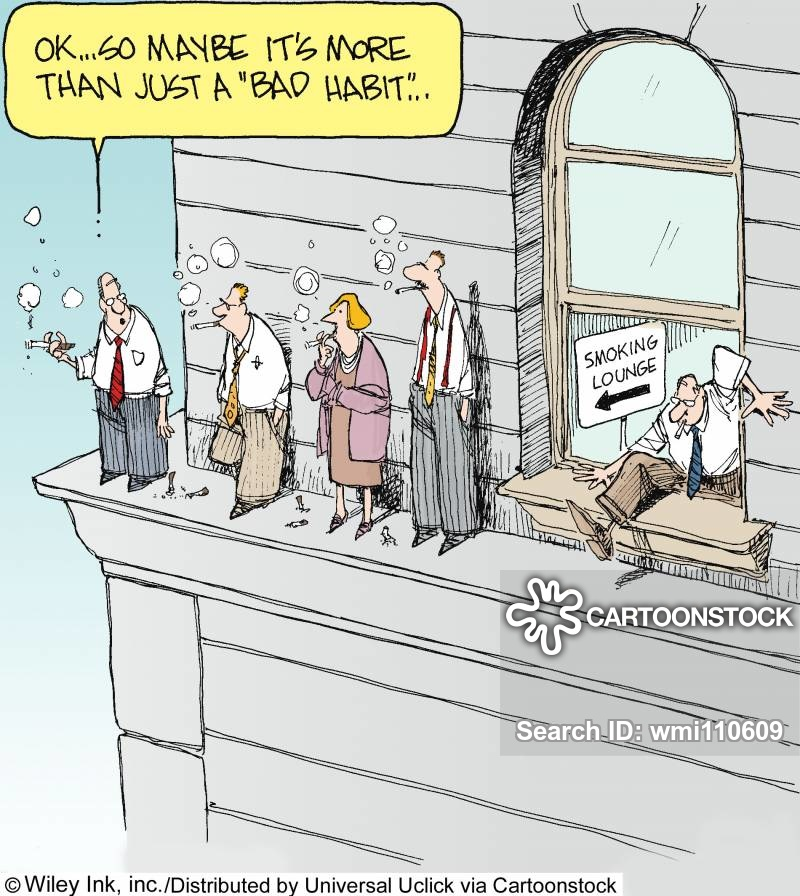 OK...SO MAYBE IT'S MORE
THAN JUST A "BAD HABIT"...
SMOKING
LOUNGE
CARTOONSTOCK
Search ID: wmi110609
© Wiley Ink, inc./Distributed by Universal Uclick via Cartoonstock